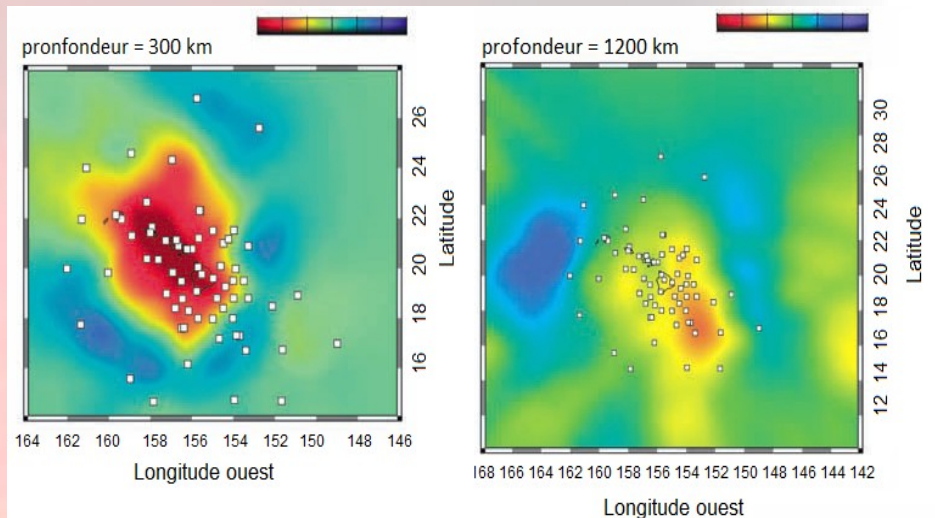 pronfondeur = 300 km
26
24
22
20
18
16
Latitude
164 162 160 158 156 154 152 150 148 146
Longitude ouest
profondeur = 1200 km
30
28
26
24
22
20
18
16
14
12
Latitude
168 166 164 162 160 158 156 154 152 150 148 146 144 142
Longitude ouest